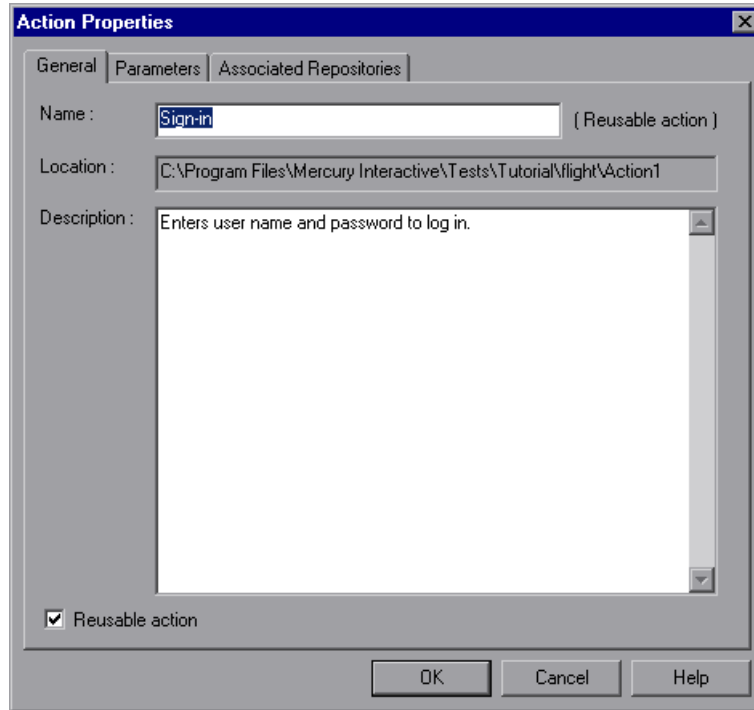 Action Properties
General Parameters Associated Repositories
Name : Sign-in ( Reusable action )
Location : C:\Program Files\Mercury Interactive\Tests\Tutorial\flight\Action1
Description : Enters user name and password to log in.
Reusable action
OK Cancel Help